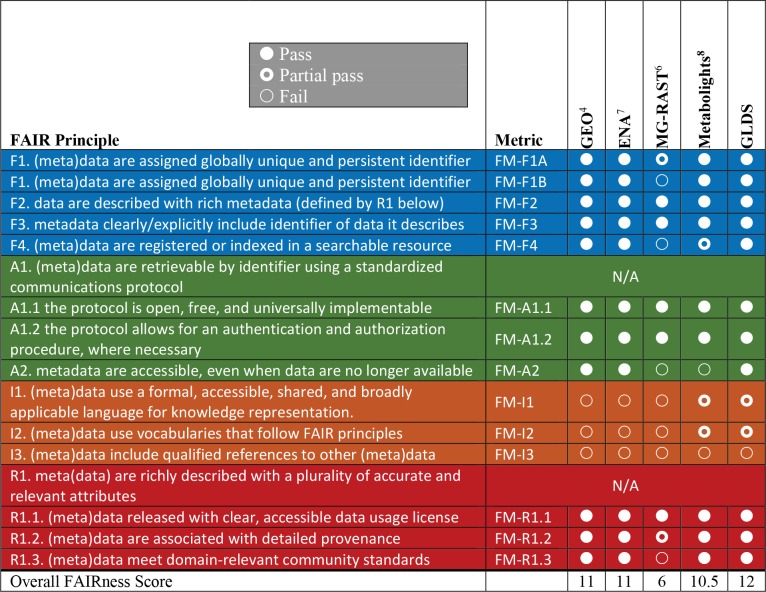 Pass
Partial pass
Fail
FAIR Principle Metric GEO4 ENA7 MG-RAST6 Metabolights8 GLDS
F1. (meta)data are assigned globally unique and persistent identifier FM-F1A
F1. (meta)data are assigned globally unique and persistent identifier FM-F1B
F2. data are described with rich metadata (defined by R1 below) FM-F2
F3. metadata clearly/explicitly include identifier of data it describes FM-F3
F4. (meta)data are registered or indexed in a searchable resource FM-F4
A1. (meta)data are retrievable by identifier using a standardized
communications protocol
N/A
A1.1 the protocol is open, free, and universally implementable FM-A1.1
A1.2 the protocol allows for an authentication and authorization
procedure, where necessary
FM-A1.2
A2. metadata are accessible, even when data are no longer available FM-A2
I1. (meta)data use a formal, accessible, shared, and broadly
applicable language for knowledge representation.
FM-I1
I2. (meta)data use vocabularies that follow FAIR principles FM-I2
I3. (meta)data include qualified references to other (meta)data FM-I3
R1. meta(data) are richly described with a plurality of accurate and
relevant attributes
N/A
R1.1. (meta)data released with clear, accessible data usage license FM-R1.1
R1.2. (meta)data are associated with detailed provenance FM-R1.2
R1.3. (meta)data meet domain-relevant community standards FM-R1.3
Overall FAIRness Score 11 11 6 10.5 12